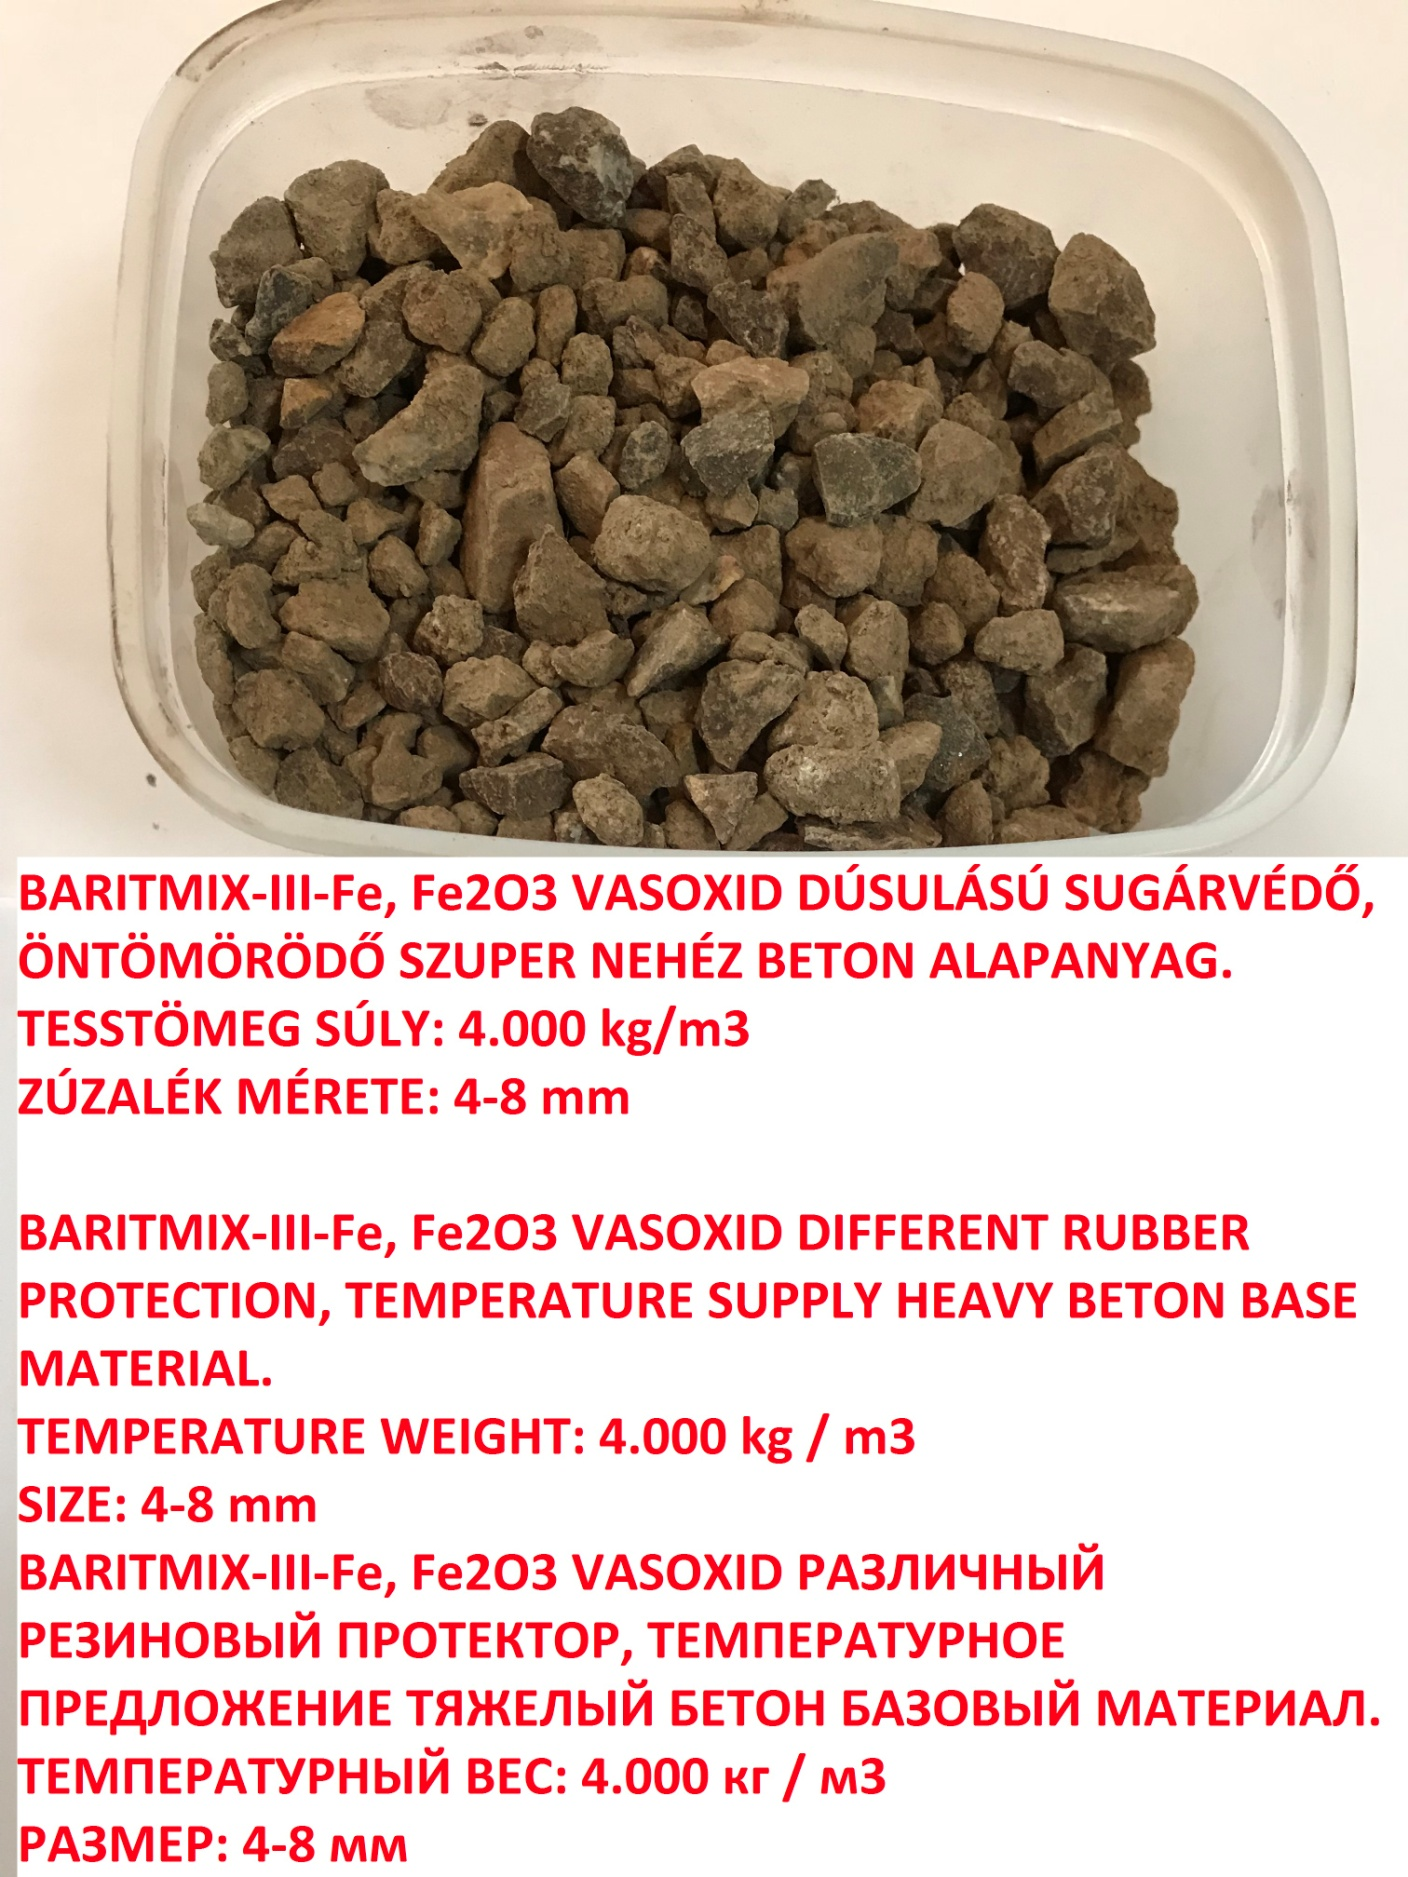 BARITMIX-III-Fe, Fe2O3 VASOXID DÚSULÁSÚ SUGÁRVÉDŐ,
ÖNTÖMÖRÖDŐ SZUPER NEHÉZ BETON ALAPANYAG.
TESSTÖMEG SÚLY: 4.000 kg/m3
ZÚZALÉK MÉRETE: 4-8 mm
BARITMIX-III-Fe, Fe2O3 VASOXID DIFFERENT RUBBER
PROTECTION, TEMPERATURE SUPPLY HEAVY BETON BASE
MATERIAL.
TEMPERATURE WEIGHT: 4.000 kg / m3
SIZE: 4-8 mm
BARITMIX-III-Fe, Fe2O3 VASOXID РАЗЛИЧНЫЙ
РЕЗИНОВЫЙ ПРОТЕКТОР, ТЕМПЕРАТУРНОЕ
ПРЕДЛОЖЕНИЕ ТЯЖЕЛЫЙ БЕТОН БАЗОВЫЙ МАТЕРИАЛ.
ТЕМПЕРАТУРНЫЙ ВЕС: 4.000 кг / м3
РАЗМЕР: 4-8 мм